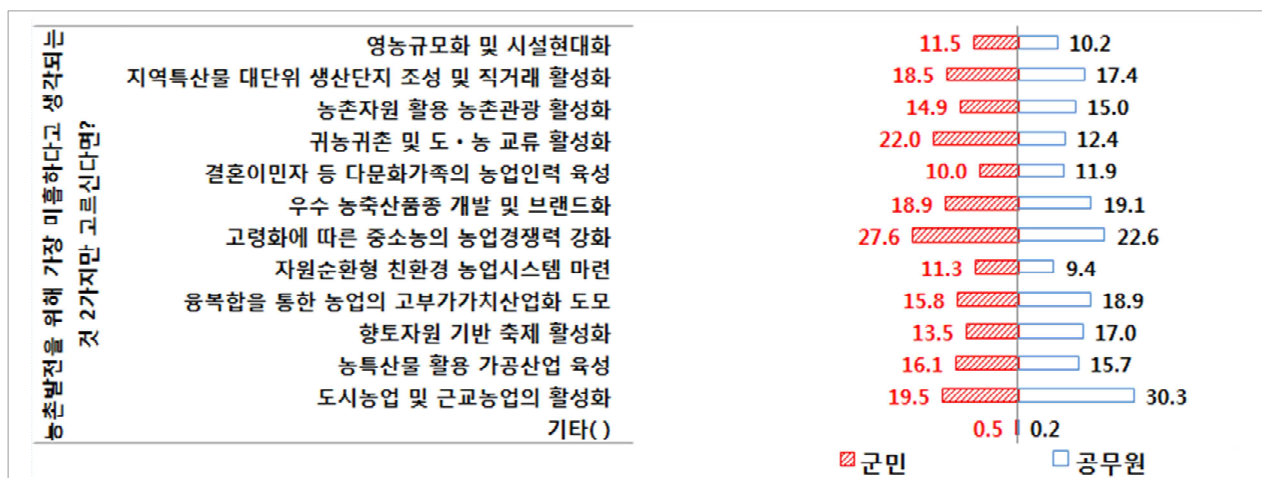 농촌발전을 위해 가장 미흡하다고 생각되는
것 2가지만 고르신다면?
영농규모화 및 시설현대화 11.5 10.2
지역특산물 대단위 생산단지 조성 및 직거래 활성화 18.5 17.4
농촌자원 활용 농촌관광 활성화 14.9 15.0
귀농귀촌 및 도·농 교류 활성화 22.0 12.4
결혼이민자 등 다문화가족의 농업인력 육성 10.0 11.9
우수 농축산품종 개발 및 브랜드화 18.9 19.1
고령화에 따른 중소농의 농업경쟁력 강화 27.6 22.6
자원순환형 친환경 농업시스템 마련 11.3 9.4
융복합을 통한 농업의 고부가가치산업화 도모 15.8 18.9
향토자원 기반 축제 활성화 13.5 17.0
농특산물 활용 가공산업 육성 16.1 15.7
도시농업 및 근교농업의 활성화 19.5 30.3
기타() 0.5 0.2
군민 공무원